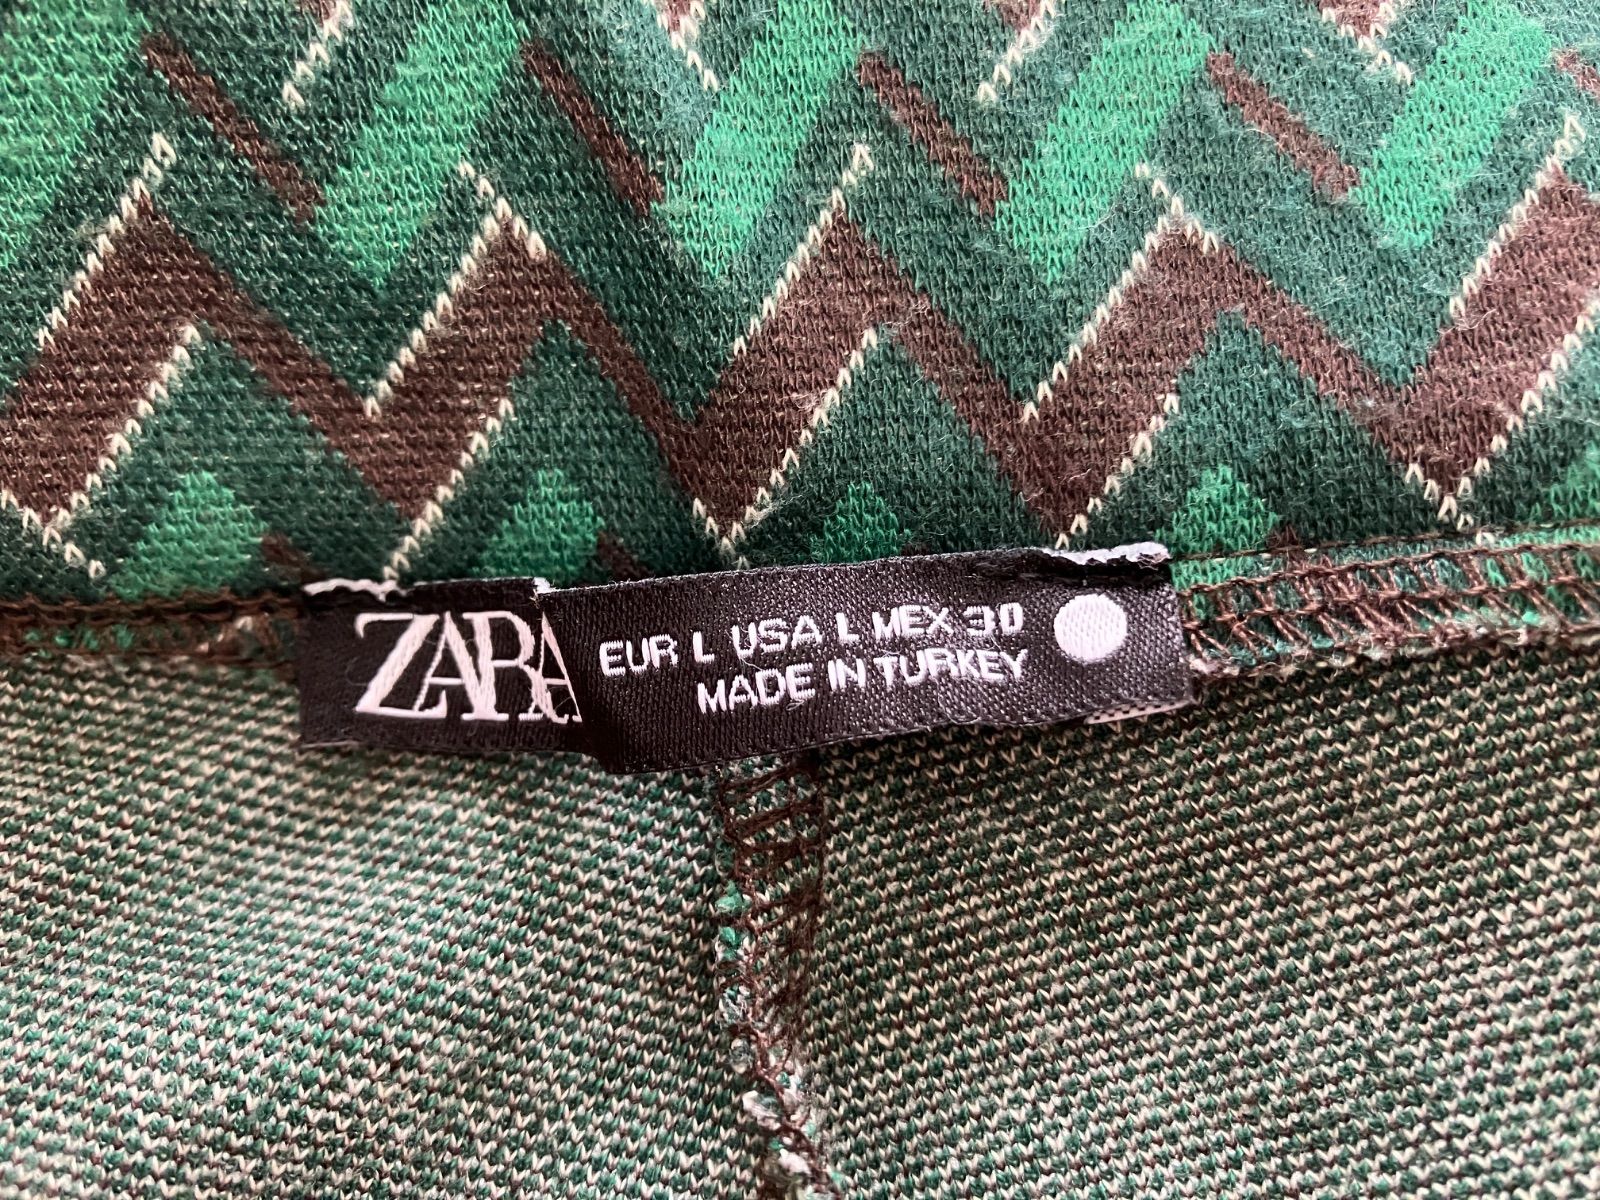 ZARA
EUR L USA L MEX 30
MADE IN TURKEY